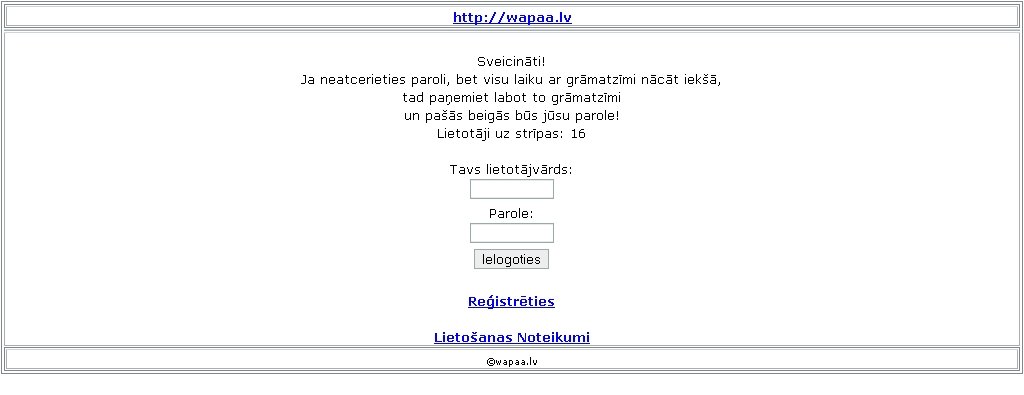 http://wapaa.lv
Sveicināti!
Ja neatcerieties paroli, bet visu laiku ar grāmatzīmi nācāt iekšā,
tad paņemiet labot to grāmatzīmi
un pašās beigās būs jūsu parole!
Lietotāji uz strīpas: 16
Tavs lietotājvārds:
Parole:
Ielogoties
Reģistrēties
Lietošanas Noteikumi
©wapaa.lv